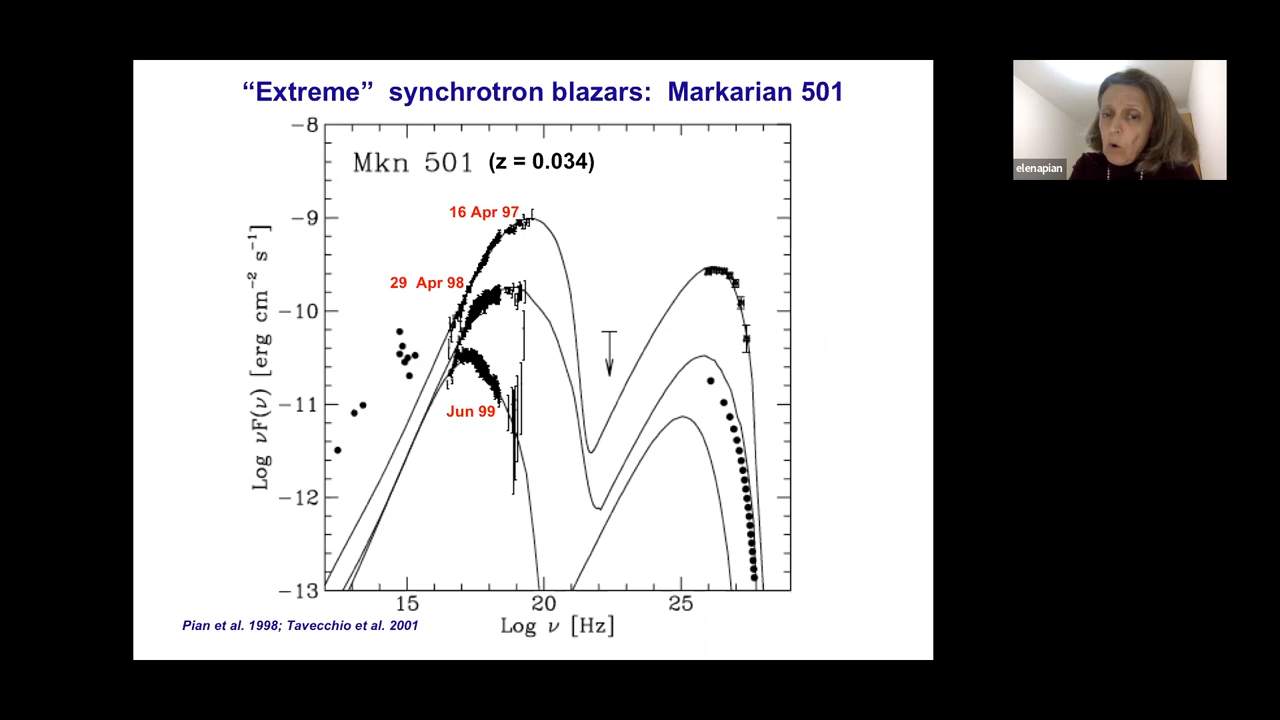 “Extreme” synchrotron blazars: Markarian 501
−8
Mkn 501 (z = 0.034)
elenapian
16 Apr 97
−9
29 Apr 98
−10
Log νF(ν) [erg cm⁻² s⁻¹]
Jun 99
−11
−12
−13
15 20 25
Log ν [Hz]
Pian et al. 1998; Tavecchio et al. 2001